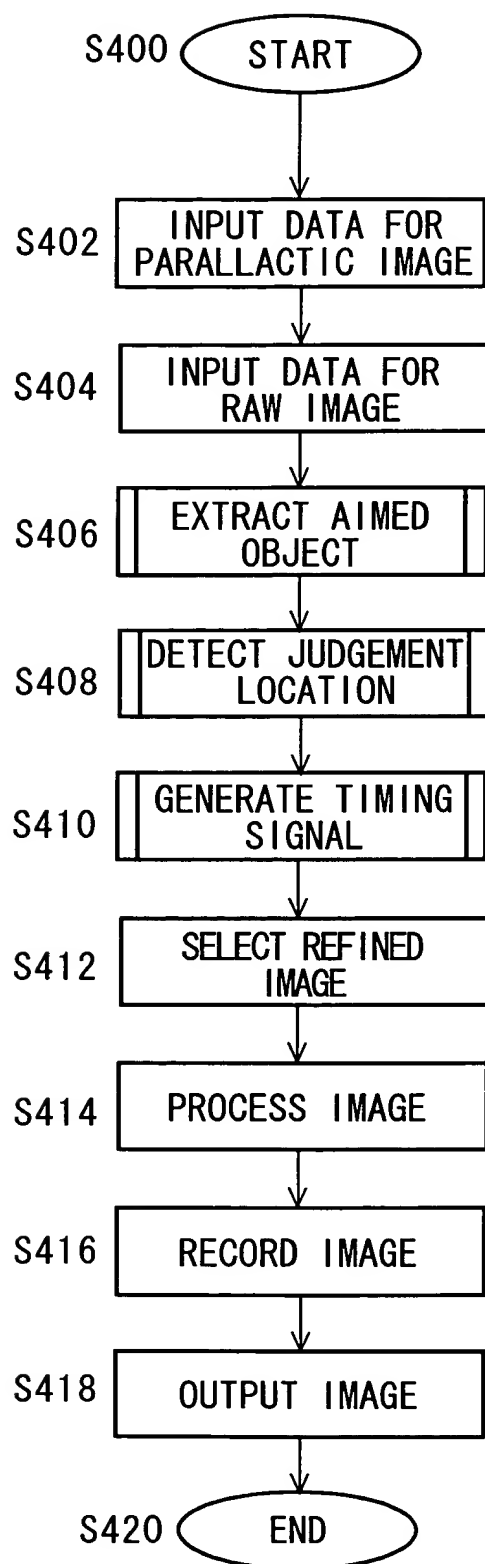 S400 START
S402 INPUT DATA FOR
PARALLACTIC IMAGE
S404 INPUT DATA FOR
RAW IMAGE
S406 EXTRACT AIMED
OBJECT
S408 DETECT JUDGEMENT
LOCATION
S410 GENERATE TIMING
SIGNAL
S412 SELECT REFINED
IMAGE
S414 PROCESS IMAGE
S416 RECORD IMAGE
S418 OUTPUT IMAGE
S420 END